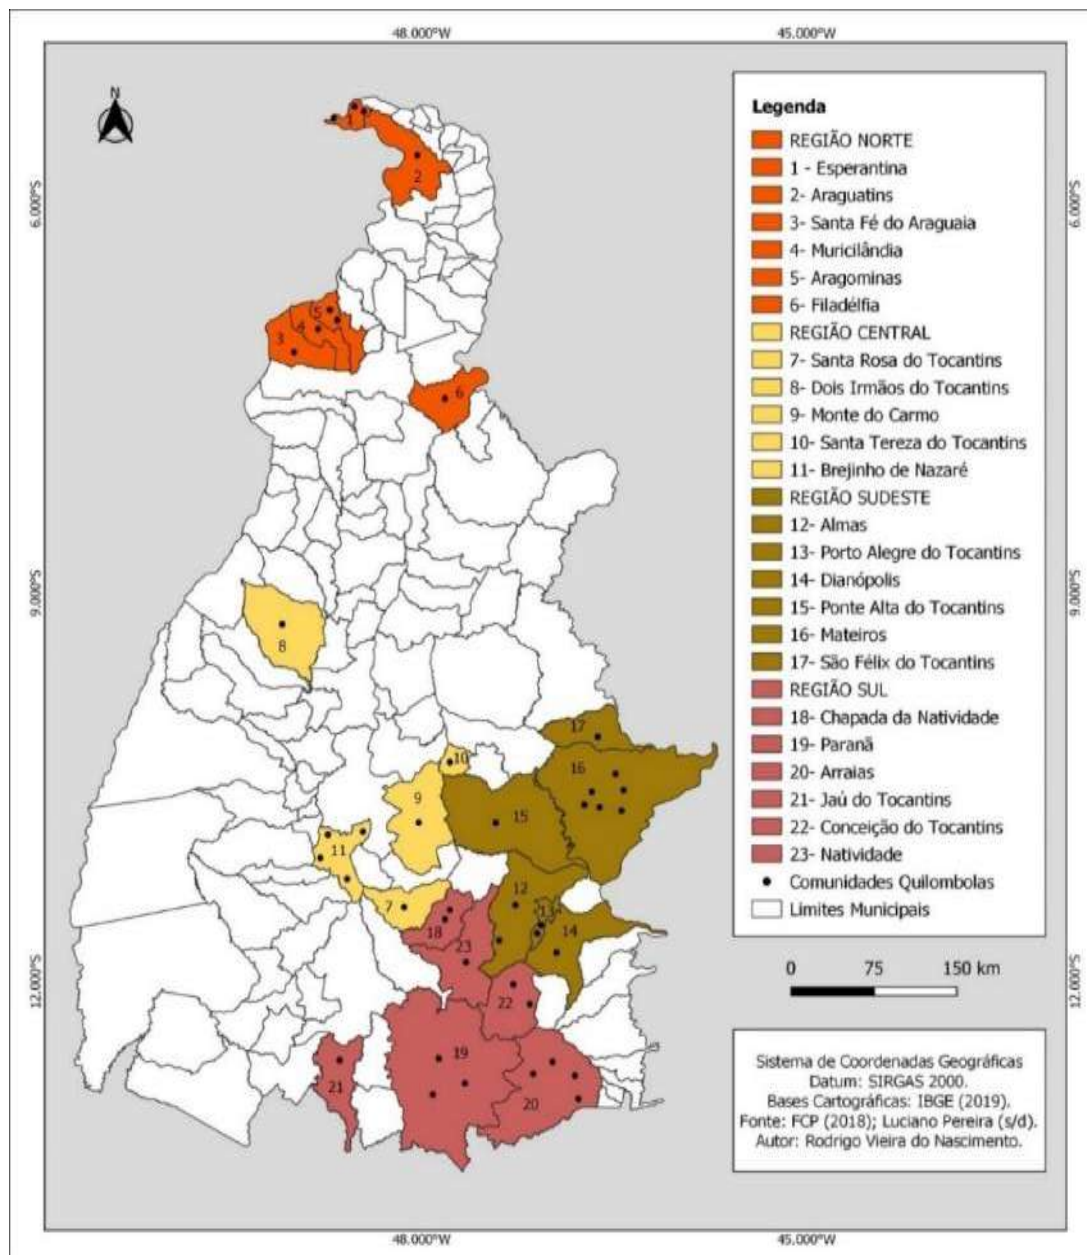 48.000°W 45.000°W
N
6.000°S 6.000°S
9.000°S 9.000°S
12.000°S 12.000°S
1
2
5
4
3
6
8
17
16
10
9
15
11
12
7
13
18
14
23
22
19
21
20
Legenda
REGIÃO NORTE
1 - Esperantina
2- Araguatins
3- Santa Fé do Araguaia
4- Muricilândia
5- Aragominas
6- Filadélfia
REGIÃO CENTRAL
7- Santa Rosa do Tocantins
8- Dois Irmãos do Tocantins
9- Monte do Carmo
10- Santa Tereza do Tocantins
11- Brejinho de Nazaré
REGIÃO SUDESTE
12- Almas
13- Porto Alegre do Tocantins
14- Dianópolis
15- Ponte Alta do Tocantins
16- Mateiros
17- São Félix do Tocantins
REGIÃO SUL
18- Chapada da Natividade
19- Paranã
20- Arraias
21- Jaú do Tocantins
22- Conceição do Tocantins
23- Natividade
Comunidades Quilombolas
Limites Municipais
0 75 150 km
Sistema de Coordenadas Geográficas
Datum: SIRGAS 2000.
Bases Cartográficas: IBGE (2019).
Fonte: FCP (2018); Luciano Pereira (s/d).
Autor: Rodrigo Vieira do Nascimento.
48.000°W 45.000°W